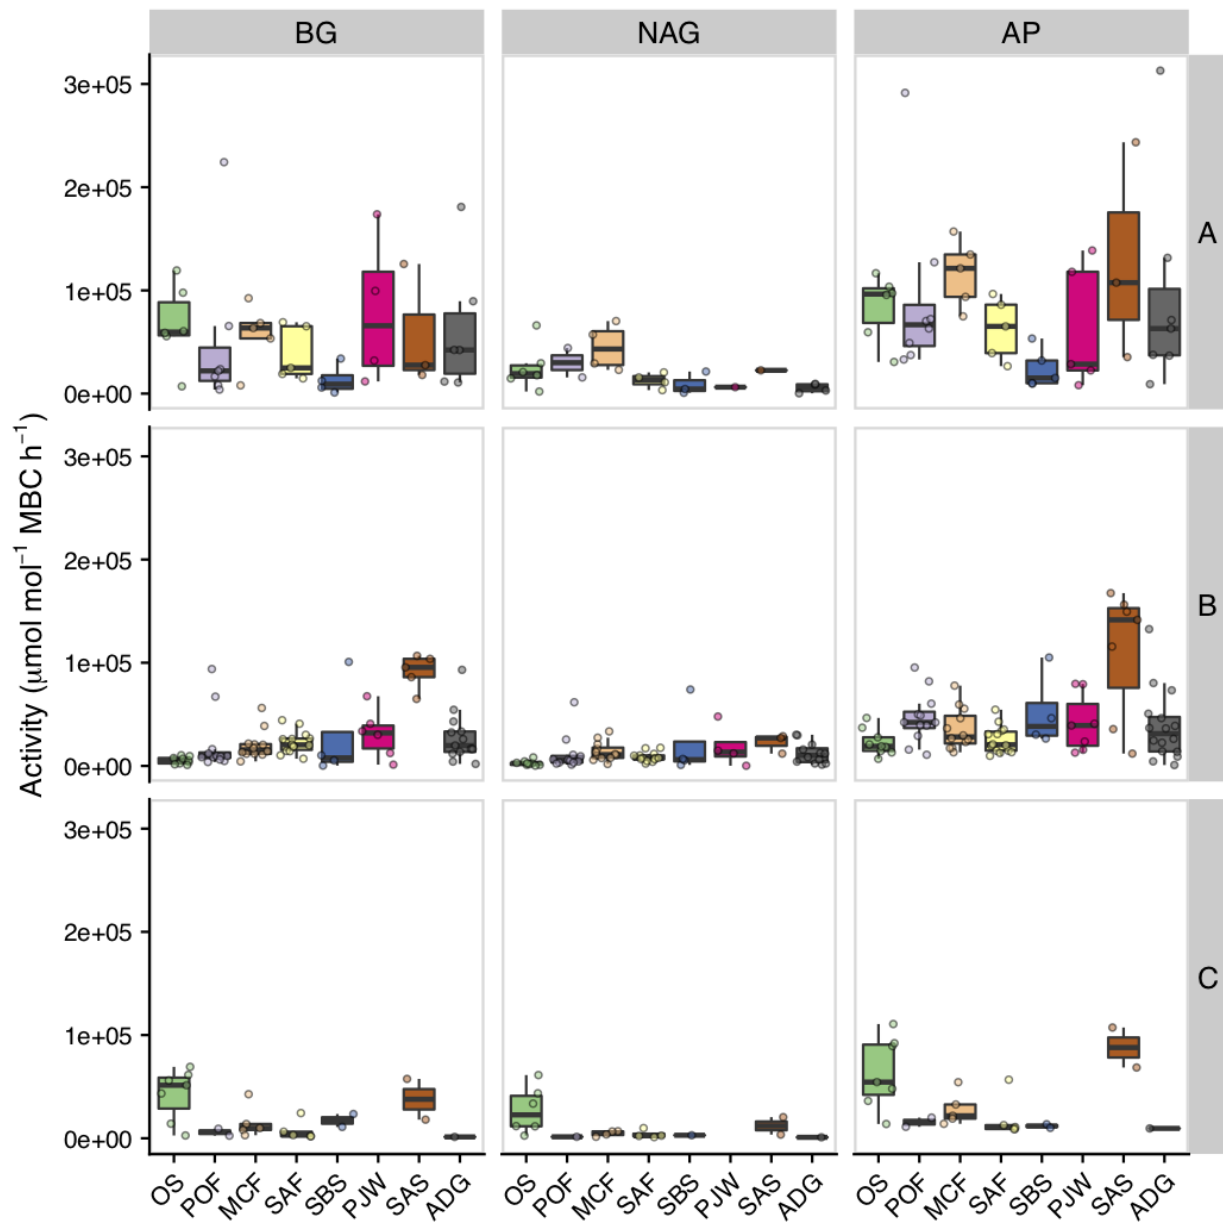 BG NAG AP
3e+05
2e+05
1e+05
0e+00
A
3e+05
2e+05
1e+05
0e+00
B
3e+05
2e+05
1e+05
0e+00
C
Activity (μmol mol⁻¹ MBC h⁻¹)
OS POF MCF SAF SBS PJW SAS ADG OS POF MCF SAF SBS PJW SAS ADG OS POF MCF SAF SBS PJW SAS ADG